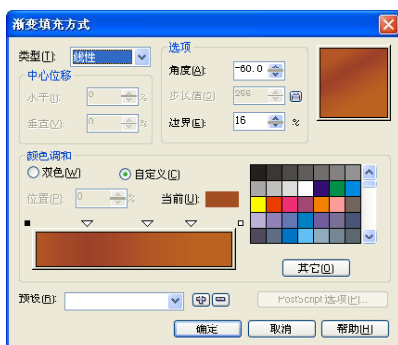 渐变填充方式
类型(T): 线性
选项
角度(A): -60.0
中心位移
水平(I): 0 %
步长值(O): 256
垂直(V): 0 %
边界(E): 16 %
颜色调和
双色(W) 自定义(C)
位置(P): 0 % 当前(U):
其它(O)
预设(R):
PostScript 选项(P)...
确定 取消 帮助(H)